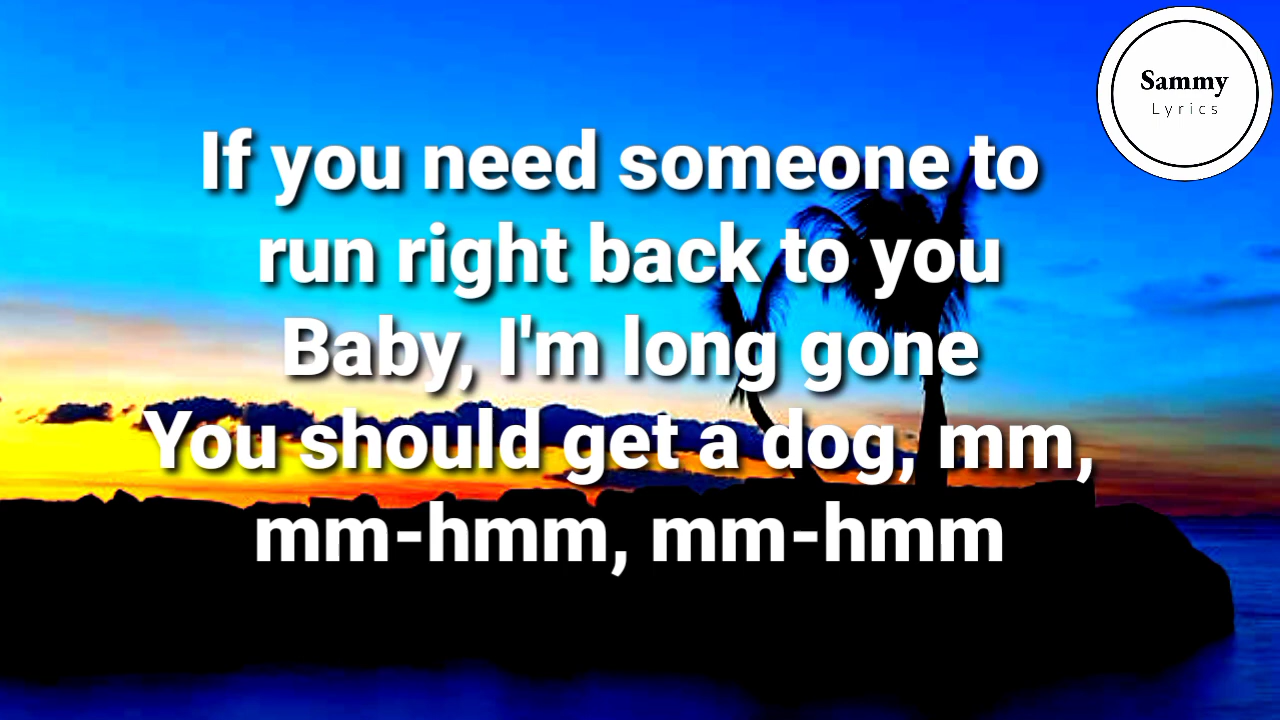 Sammy
Lyrics
If you need someone to
run right back to you
Baby, I'm long gone
You should get a dog, mm,
mm-hmm, mm-hmm